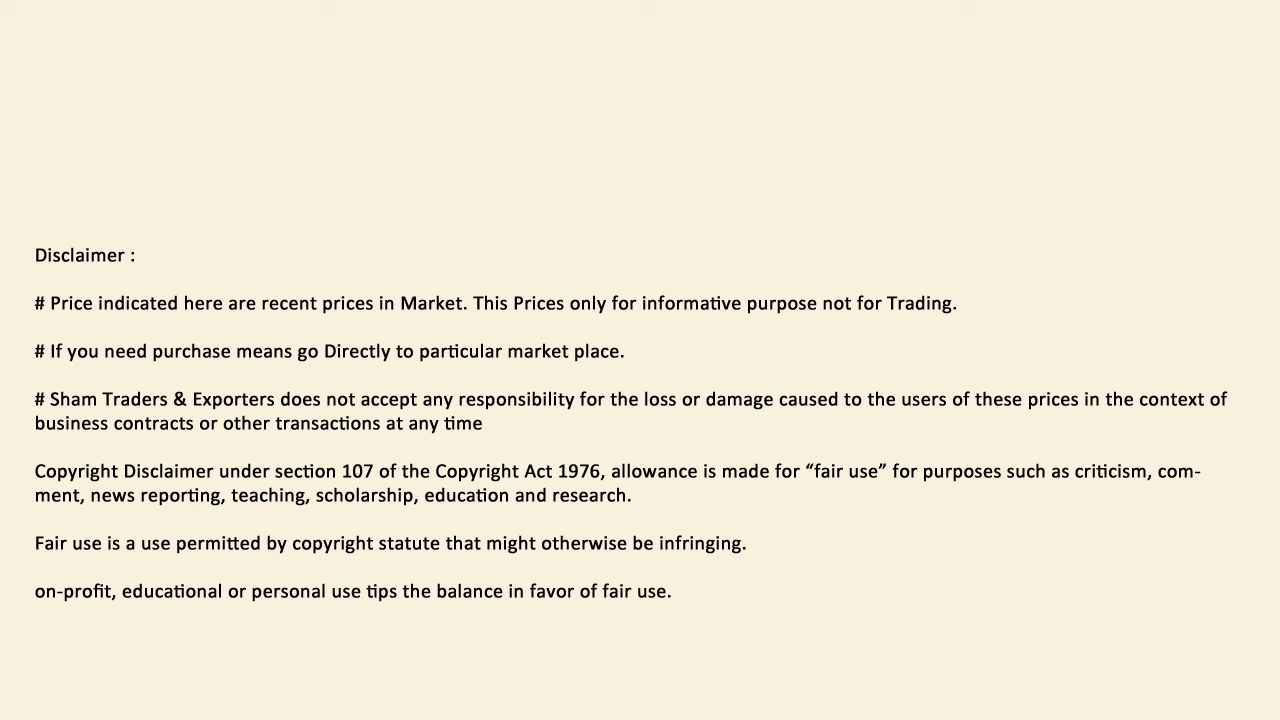 Disclaimer :
# Price indicated here are recent prices in Market. This Prices only for informative purpose not for Trading.
# If you need purchase means go Directly to particular market place.
# Sham Traders & Exporters does not accept any responsibility for the loss or damage caused to the users of these prices in the context of
business contracts or other transactions at any time
Copyright Disclaimer under section 107 of the Copyright Act 1976, allowance is made for “fair use” for purposes such as criticism, com-
ment, news reporting, teaching, scholarship, education and research.
Fair use is a use permitted by copyright statute that might otherwise be infringing.
on-profit, educational or personal use tips the balance in favor of fair use.